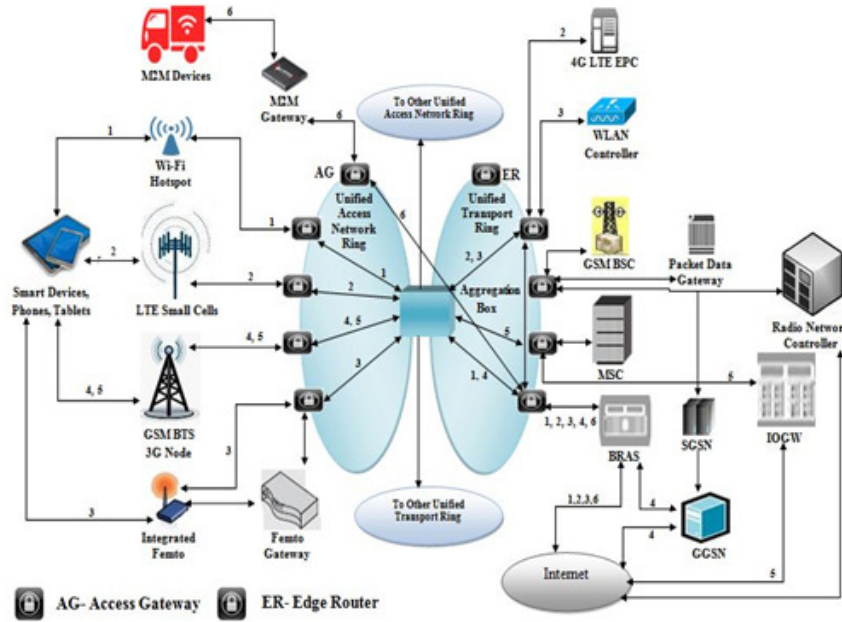 6
M2M Devices
M2M
Gateway
6
To Other Unified
Access Network Ring
2
4G LTE EPC
3
WLAN
Controller
1
Wi-Fi
Hotspot
AG
ER
Unified
Access
Network
Ring
Unified
Transport
Ring
1
6
2, 3
1
GSM BSC
Packet Data
Gateway
2
Smart Devices,
Phones, Tablets
LTE Small Cells
2
2
Aggregation
Box
Radio Network
Controller
4, 5
4, 5
5
MSC
3
1, 4
4, 5
GSM BTS
3G Node
1, 2, 3, 4, 6
BRAS
SGSN
6
IOGW
3
3
Integrated
Femto
Femto
Gateway
To Other Unified
Transport Ring
1,2,3,6
4
4
GGSN
Internet
5
AG- Access Gateway
ER- Edge Router